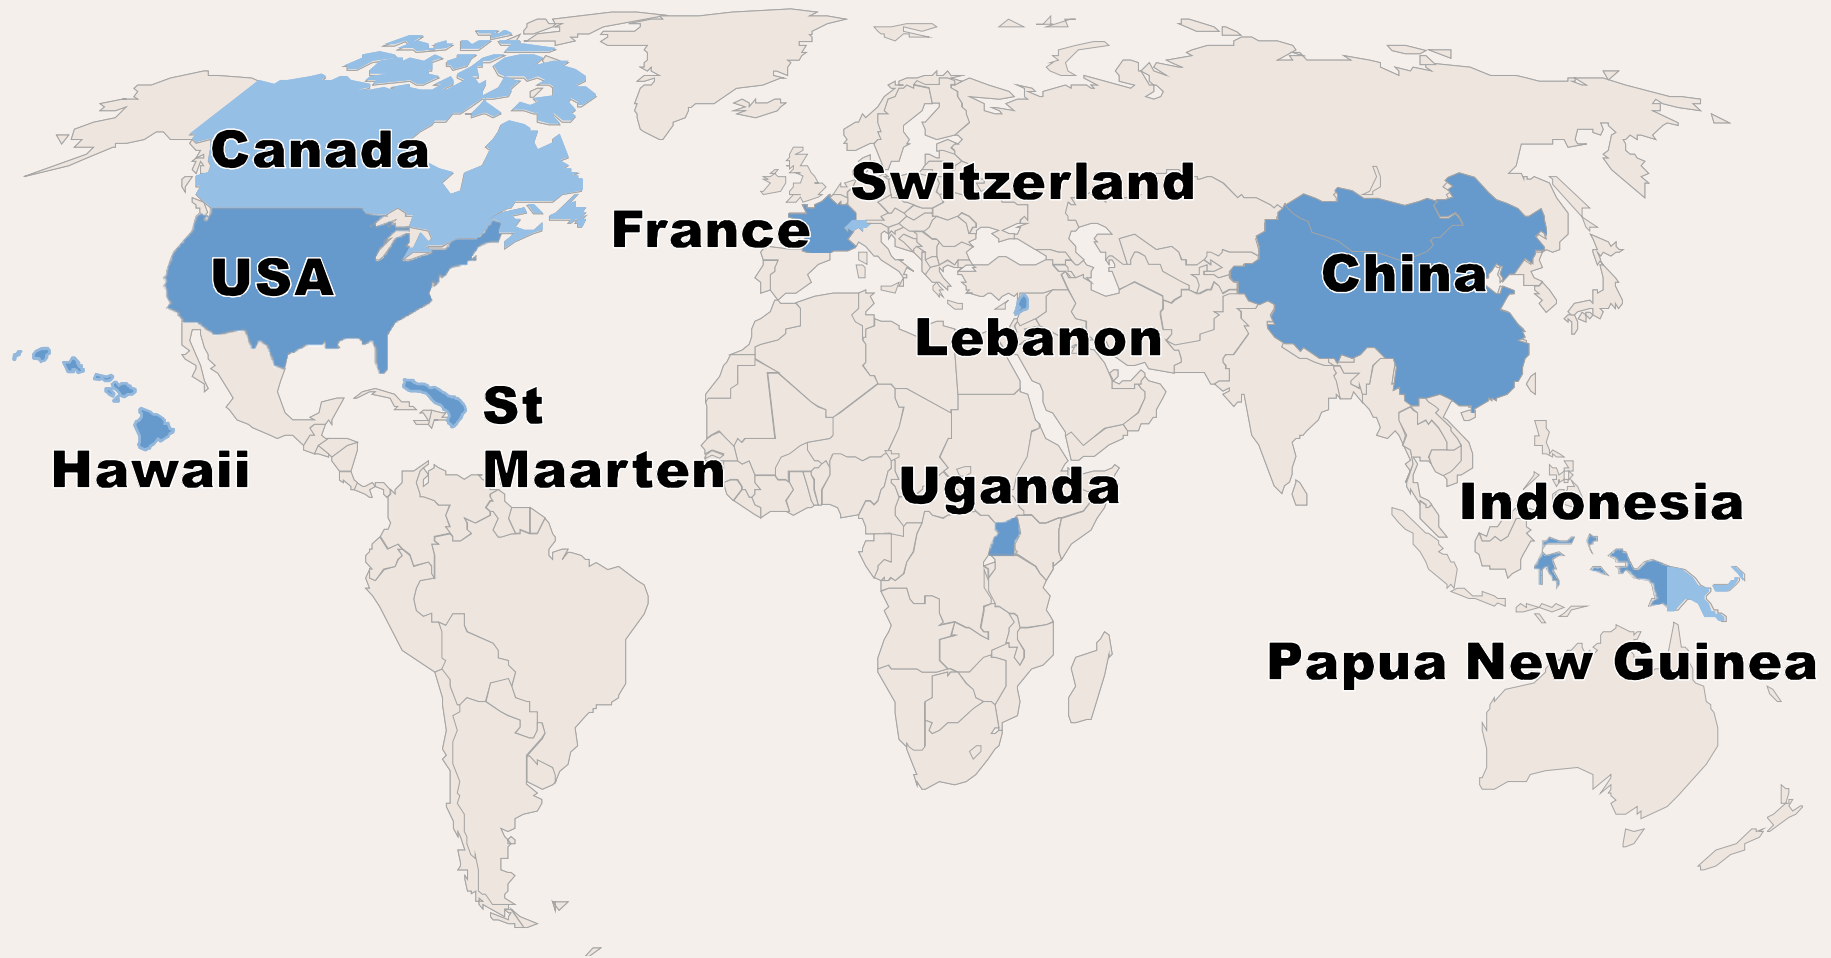 Canada
Switzerland
France
USA
China
Lebanon
St
Maarten
Hawaii
Uganda
Indonesia
Papua New Guinea